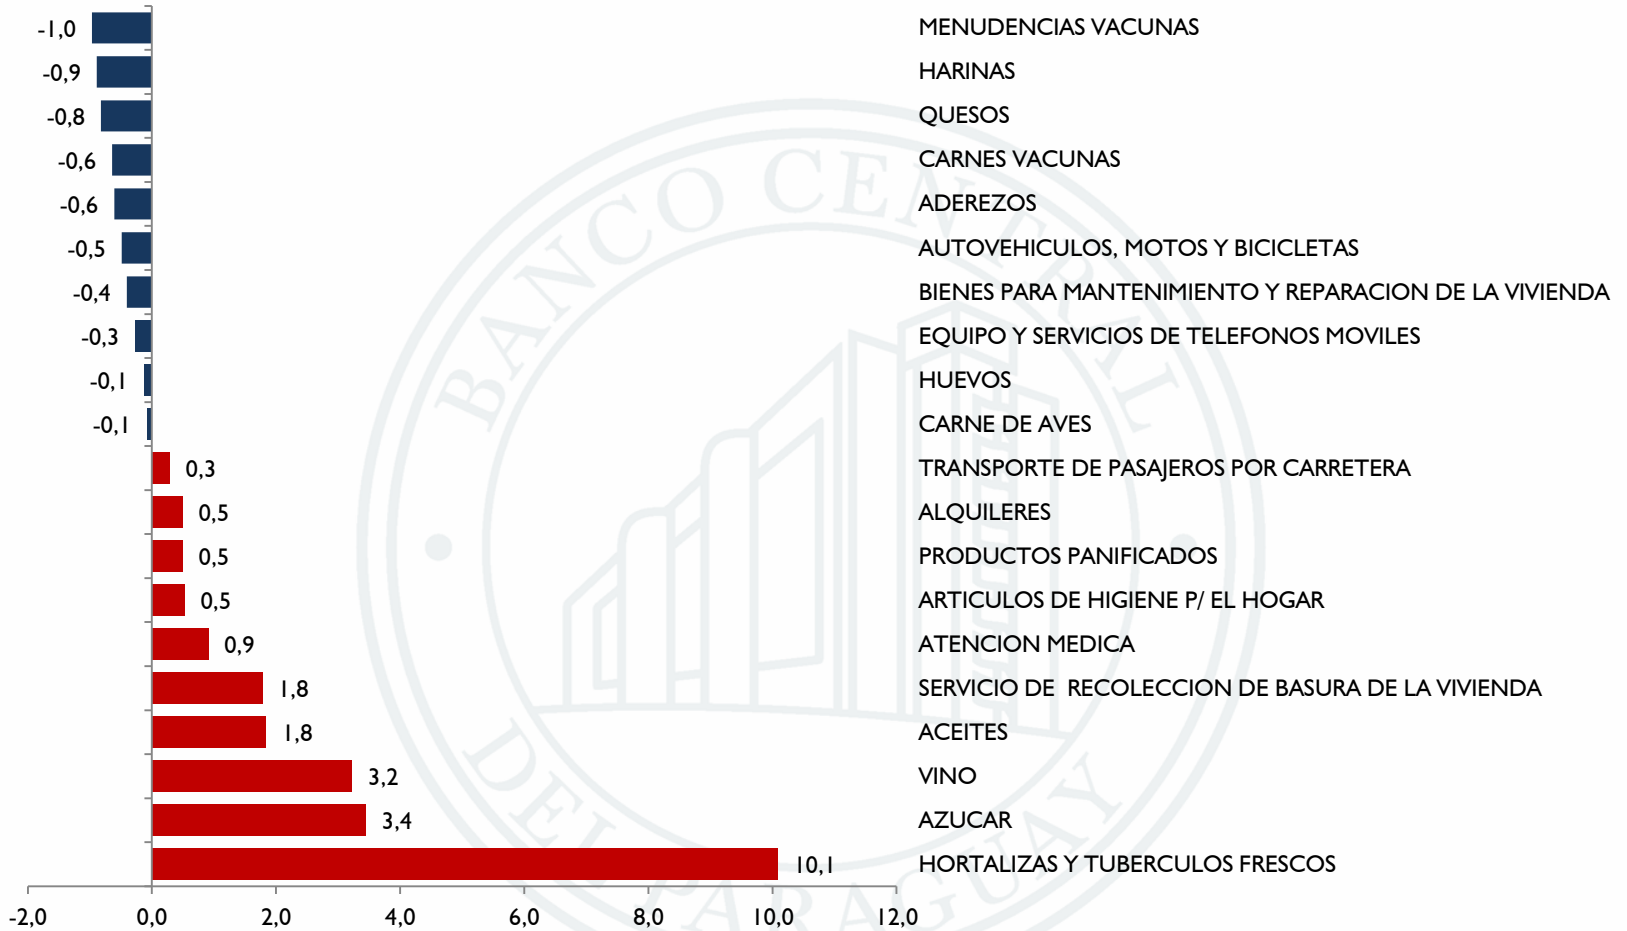 -1,0 MENUDENCIAS VACUNAS
-0,9 HARINAS
-0,8 QUESOS
-0,6 CARNES VACUNAS
-0,6 ADEREZOS
-0,5 AUTOVEHICULOS, MOTOS Y BICICLETAS
-0,4 BIENES PARA MANTENIMIENTO Y REPARACION DE LA VIVIENDA
-0,3 EQUIPO Y SERVICIOS DE TELEFONOS MOVILES
-0,1 HUEVOS
-0,1 CARNE DE AVES
0,3 TRANSPORTE DE PASAJEROS POR CARRETERA
0,5 ALQUILERES
0,5 PRODUCTOS PANIFICADOS
0,5 ARTICULOS DE HIGIENE P/ EL HOGAR
0,9 ATENCION MEDICA
1,8 SERVICIO DE  RECOLECCION DE BASURA DE LA VIVIENDA
1,8 ACEITES
3,2 VINO
3,4 AZUCAR
10,1 HORTALIZAS Y TUBERCULOS FRESCOS
-2,0 0,0 2,0 4,0 6,0 8,0 10,0 12,0
BANCO CENTRAL
DEL PARAGUAY